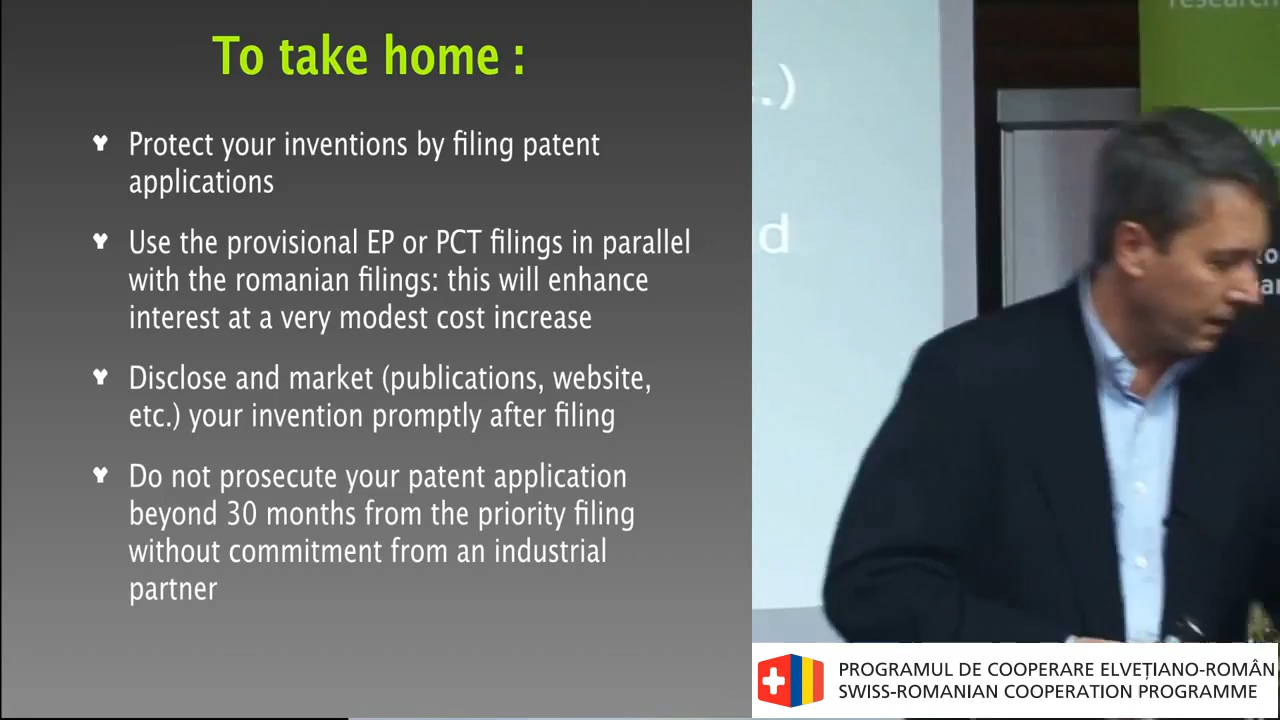 To take home :
Protect your inventions by filing patent
applications
Use the provisional EP or PCT filings in parallel
with the romanian filings: this will enhance
interest at a very modest cost increase
Disclose and market (publications, website,
etc.) your invention promptly after filing
Do not prosecute your patent application
beyond 30 months from the priority filing
without commitment from an industrial
partner
.)
d
research
PROGRAMUL DE COOPERARE ELVEȚIANO-ROMÂN
SWISS-ROMANIAN COOPERATION PROGRAMME